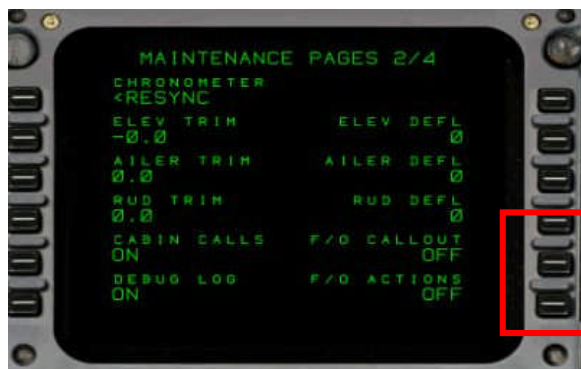 MAINTENANCE PAGES 2/4
CHRONOMETER
<RESYNC
ELEV TRIM ELEV DEFL
-0.0 0
AILER TRIM AILER DEFL
0.0 0
RUD TRIM RUD DEFL
0.0 0
CABIN CALLS F/O CALLOUT
ON OFF
DEBUG LOG F/O ACTIONS
ON OFF